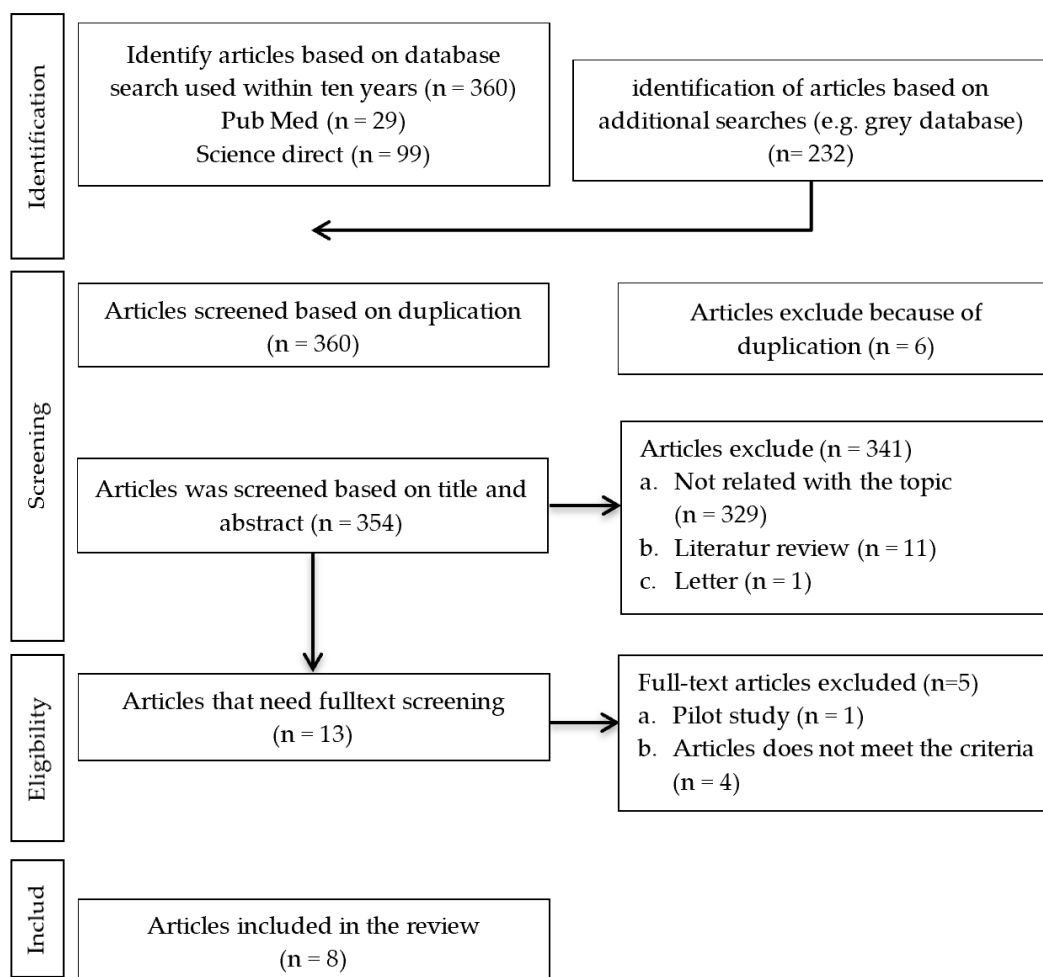 Identification
Identify articles based on database
search used within ten years (n = 360)
Pub Med (n = 29)
Science direct (n = 99)
identification of articles based on
additional searches (e.g. grey database)
(n= 232)
Screening
Articles screened based on duplication
(n = 360)
Articles exclude because of
duplication (n = 6)
Articles was screened based on title and
abstract (n = 354)
Articles exclude (n = 341)
a. Not related with the topic
(n = 329)
b. Literatur review (n = 11)
c. Letter (n = 1)
Eligibility
Articles that need fulltext screening
(n = 13)
Full-text articles excluded (n=5)
a. Pilot study (n = 1)
b. Articles does not meet the criteria
(n = 4)
Includ
Articles included in the review
(n = 8)